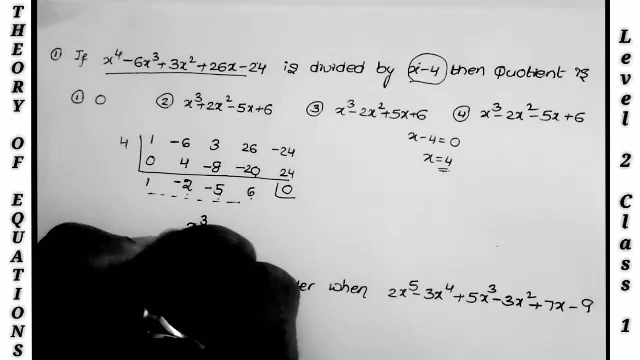 THEORY OF EQUATIONS
① If x⁴-6x³+3x²+26x-24 is divided by x-4 then Quotient is
① 0 ② x³+2x²-5x+6 ③ x³-2x²+5x+6 ④ x³-2x²-5x+6
x-4=0
x=4
4 | 1 -6 3 26 -24
0 4 -8 -20 24
1 -2 -5 6 0
x³
when 2x⁵-3x⁴+5x³-3x²+7x-9
Level 2 Class 1